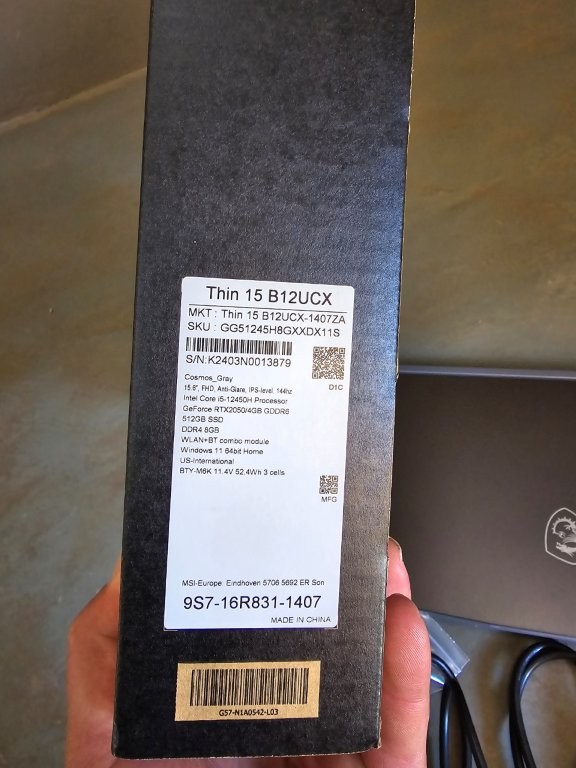 Thin 15 B12UCX
MKT : Thin 15 B12UCX-1407ZA
SKU : GG51245H8GXXDX11S
S/N:K2403N0013879
D1C
Cosmos_Gray
15.6", FHD, Anti-Glare, IPS-level, 144hz
Intel Core i5-12450H Processor
GeForce RTX2050/4GB GDDR6
512GB SSD
DDR4 8GB
WLAN+BT combo module
Windows 11 64bit Home
US-International
BTY-M6K 11.4V 52.4Wh 3 cells
MFG
MSI-Europe: Eindhoven 5706 5692 ER Son
9S7-16R831-1407
MADE IN CHINA
G57-N1A0542-L03